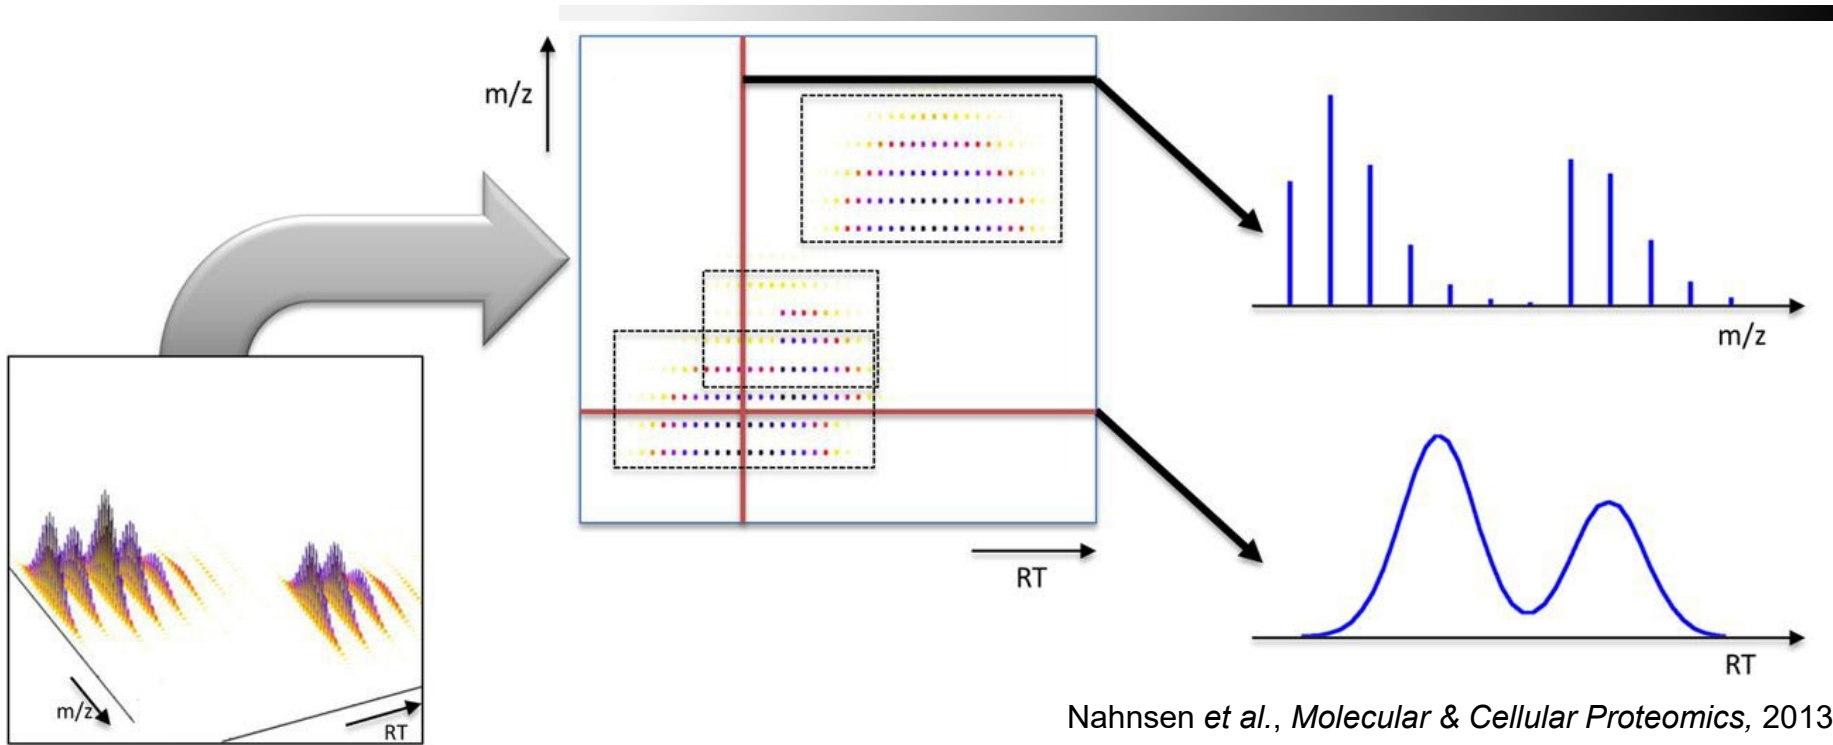 m/z
RT
m/z
RT
m/z
RT
Nahnsen et al., Molecular & Cellular Proteomics, 2013